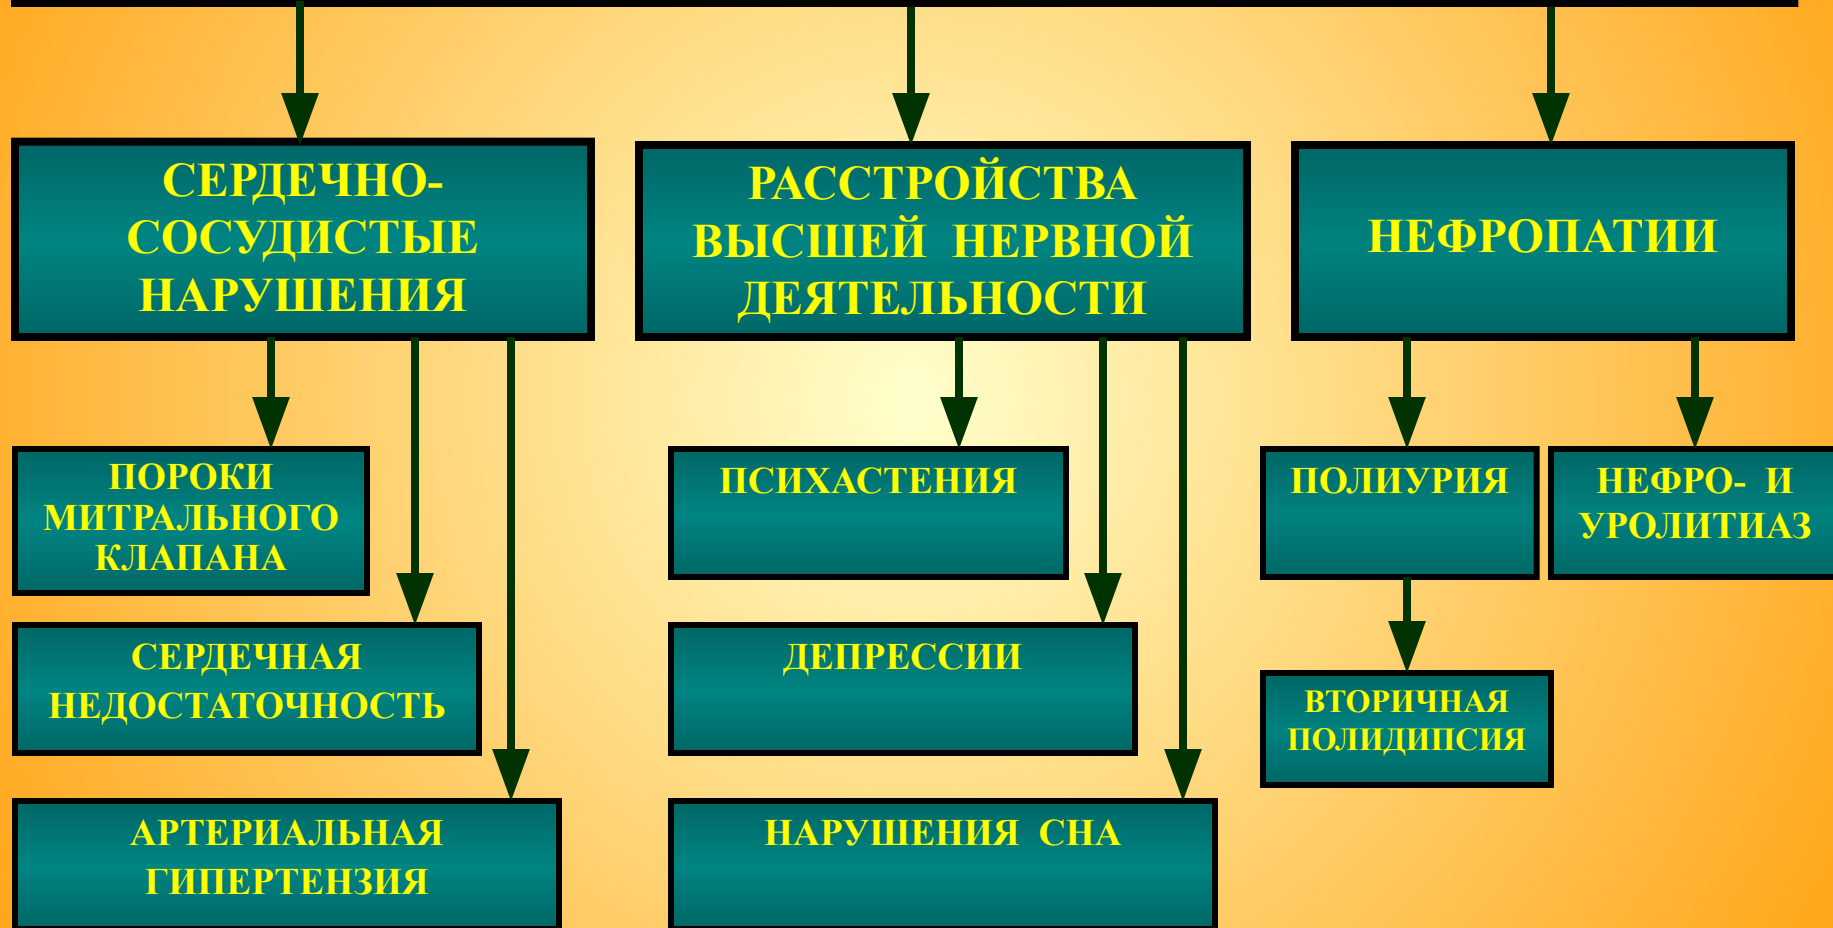 СЕРДЕЧНО-
СОСУДИСТЫЕ
НАРУШЕНИЯ
РАССТРОЙСТВА
ВЫСШЕЙ НЕРВНОЙ
ДЕЯТЕЛЬНОСТИ
НЕФРОПАТИИ
ПОРОКИ
МИТРАЛЬНОГО
КЛАПАНА
ПСИХАСТЕНИЯ
ПОЛИУРИЯ
НЕФРО- И
УРОЛИТИАЗ
СЕРДЕЧНАЯ
НЕДОСТАТОЧНОСТЬ
ДЕПРЕССИИ
ВТОРИЧНАЯ
ПОЛИДИПСИЯ
АРТЕРИАЛЬНАЯ
ГИПЕРТЕНЗИЯ
НАРУШЕНИЯ СНА